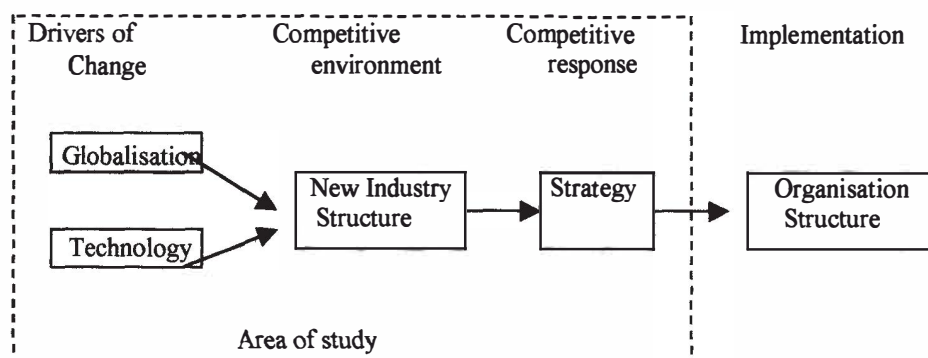 Drivers of
Change
Competitive
environment
Competitive
response
Implementation
Globalisation
Technology
New Industry
Structure
Strategy
Organisation
Structure
Area of study